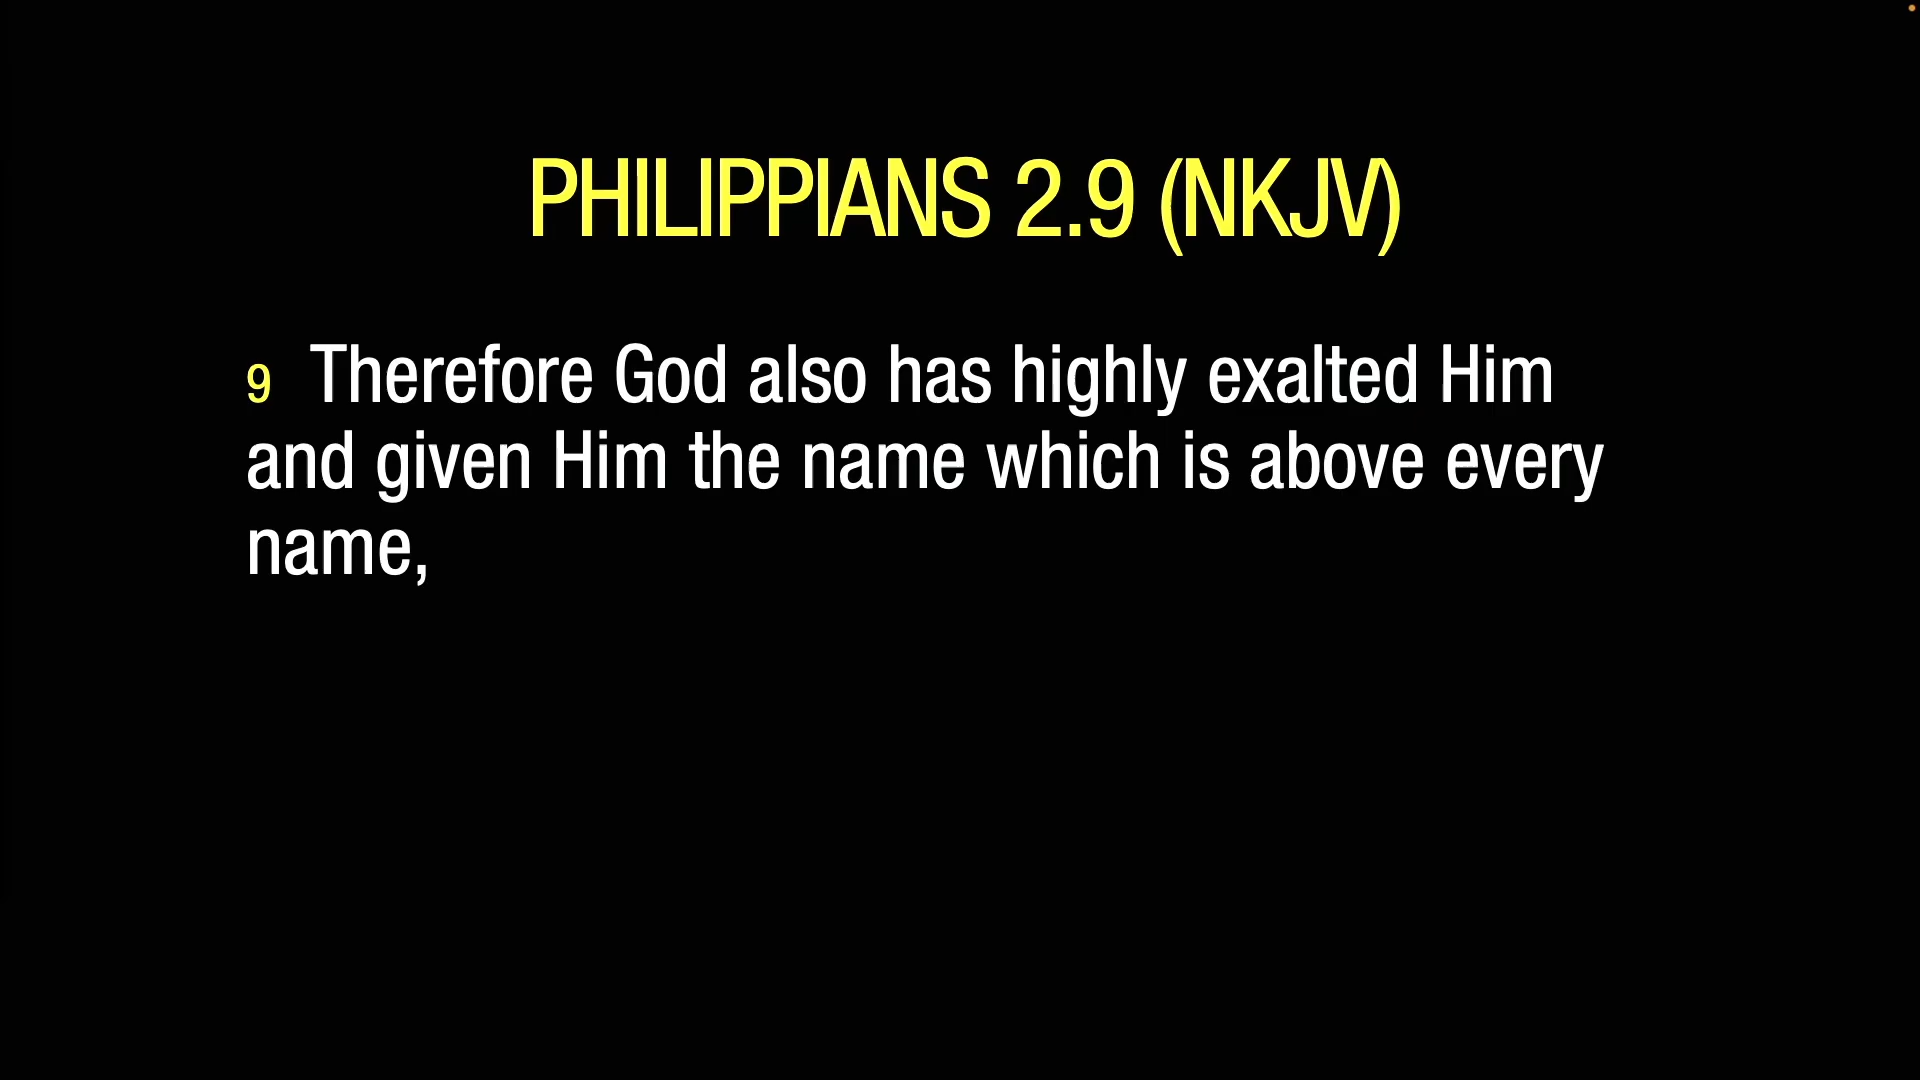 PHILIPPIANS 2.9 (NKJV)
9 Therefore God also has highly exalted Him
and given Him the name which is above every
name,